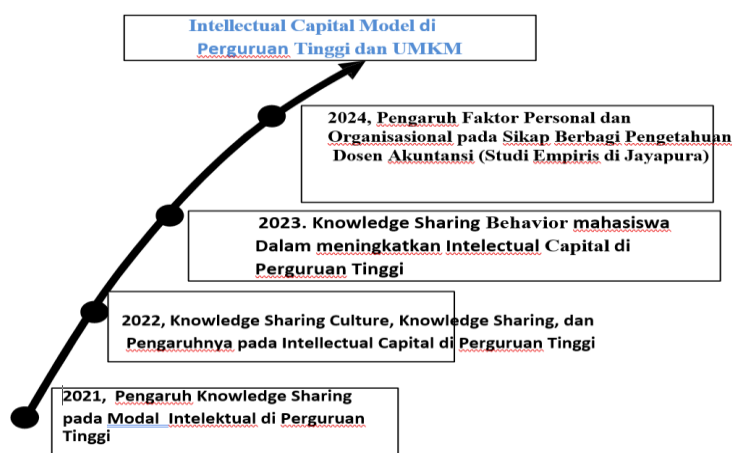 Intellectual Capital Model di
Perguruan Tinggi dan UMKM
2024, Pengaruh Faktor Personal dan
Organisasional pada Sikap Berbagi Pengetahuan
Dosen Akuntansi (Studi Empiris di Jayapura)
2023. Knowledge Sharing Behavior mahasiswa
Dalam meningkatkan Intelectual Capital di
Perguruan Tinggi
2022, Knowledge Sharing Culture, Knowledge Sharing, dan
Pengaruhnya pada Intellectual Capital di Perguruan Tinggi
2021, Pengaruh Knowledge Sharing
pada Modal Intelektual di Perguruan
Tinggi